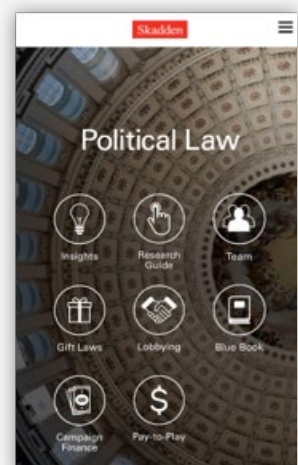 Skadden
Political Law
Insights
Research
Guide
Team
Gift Laws
Lobbying
Blue Book
Campaign
Finance
Pay-to-Play